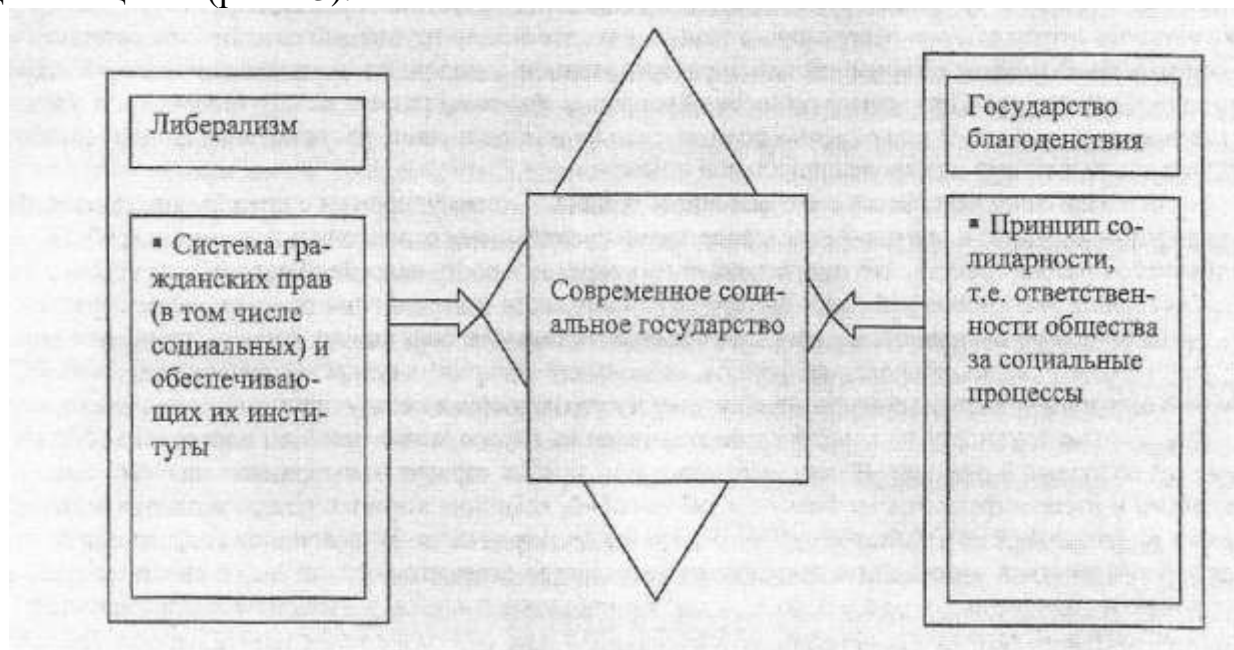 Либерализм
▪ Система гра-
жданских прав
(в том числе
социальных) и
обеспечиваю-
щих их инсти-
туты
Современное соци-
альное государство
Государство
благоденствия
▪ Принцип со-
лидарности,
т.е. ответствен-
ности общества
за социальные
процессы